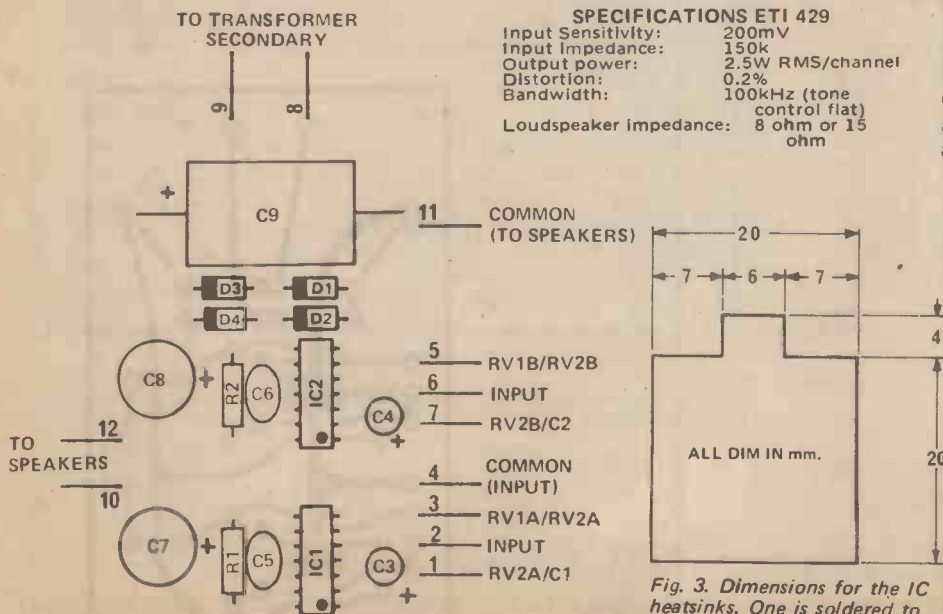 TO TRANSFORMER
SECONDARY
9
8
+
C9
11
COMMON
(TO SPEAKERS)
D3
D1
D4
D2
C8
+
R2
C6
IC2
C4
+
5
RV1B/RV2B
6
INPUT
7
RV2B/C2
12
TO
SPEAKERS
10
4
COMMON
(INPUT)
3
RV1A/RV2A
2
INPUT
1
RV2A/C1
C7
+
R1
C5
IC1
C3
+
SPECIFICATIONS ETI 429
Input Sensitivity: 200mV
Input impedance: 150k
Output power: 2.5W RMS/channel
Distortion: 0.2%
Bandwidth: 100kHz (tone
control flat)
Loudspeaker impedance: 8 ohm or 15
ohm
20
7
6
7
4
20
ALL DIM IN mm.
Fig. 3. Dimensions for the IC
heatsinks. One is soldered to